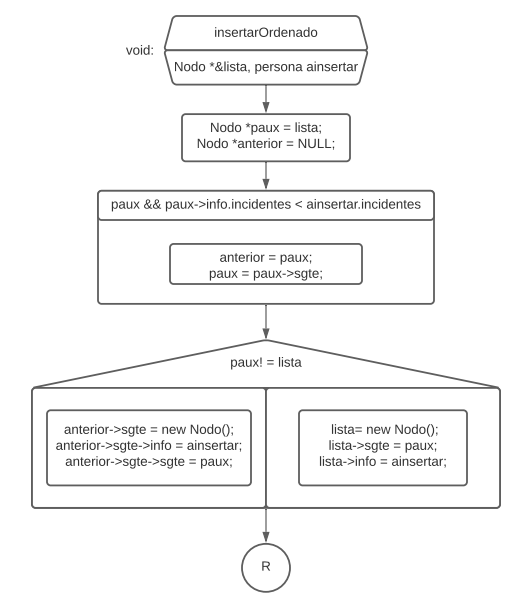 insertarOrdenado
void:
Nodo *&lista, persona ainsertar
Nodo *paux = lista;
Nodo *anterior = NULL;
paux && paux->info.incidentes < ainsertar.incidentes
anterior = paux;
paux = paux->sgte;
paux! = lista
anterior->sgte = new Nodo();
anterior->sgte->info = ainsertar;
anterior->sgte->sgte = paux;
lista= new Nodo();
lista->sgte = paux;
lista->info = ainsertar;
R